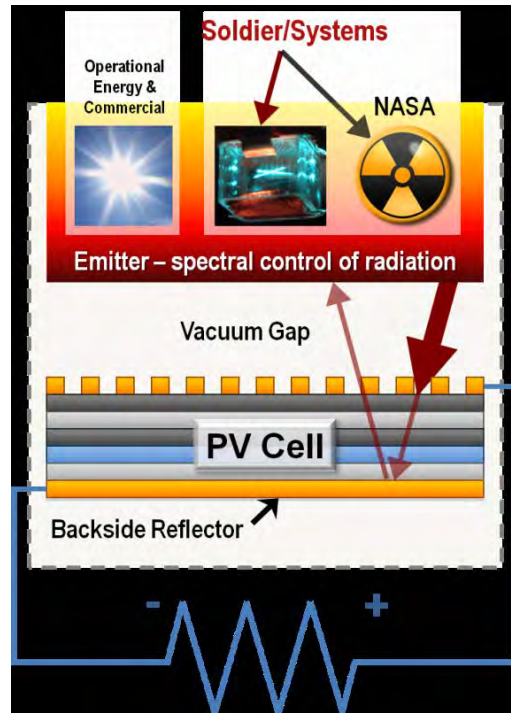 Soldier/Systems
Operational
Energy &
Commercial
NASA
Emitter – spectral control of radiation
Vacuum Gap
PV Cell
Backside Reflector
- +